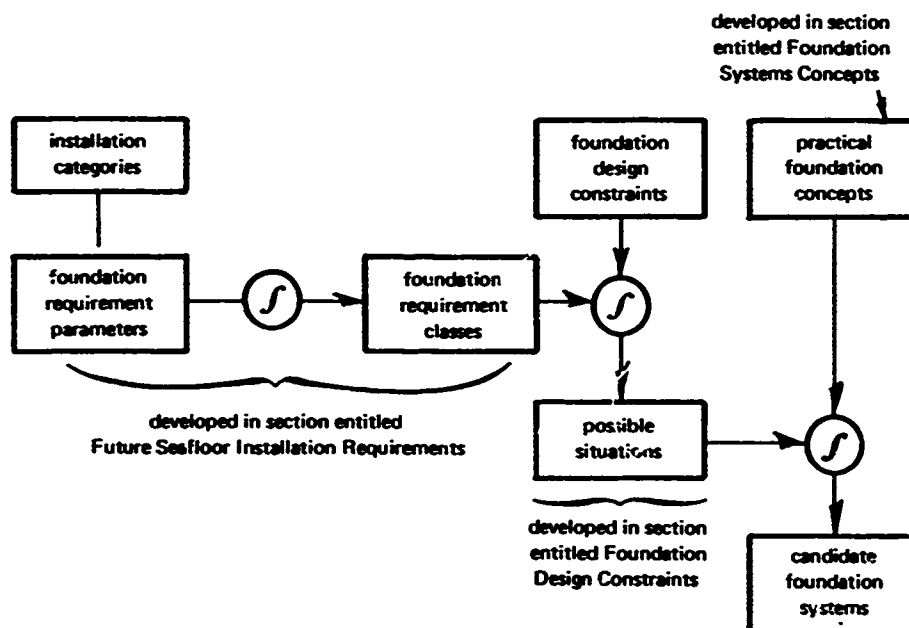 developed in section
entitled Foundation
Systems Concepts
installation
categories
foundation
design
constraints
practical
foundation
concepts
foundation
requirement
parameters
∫
foundation
requirement
classes
∫
developed in section entitled
Future Seafloor Installation Requirements
possible
situations
∫
developed in section
entitled Foundation
Design Constraints
candidate
foundation
systems